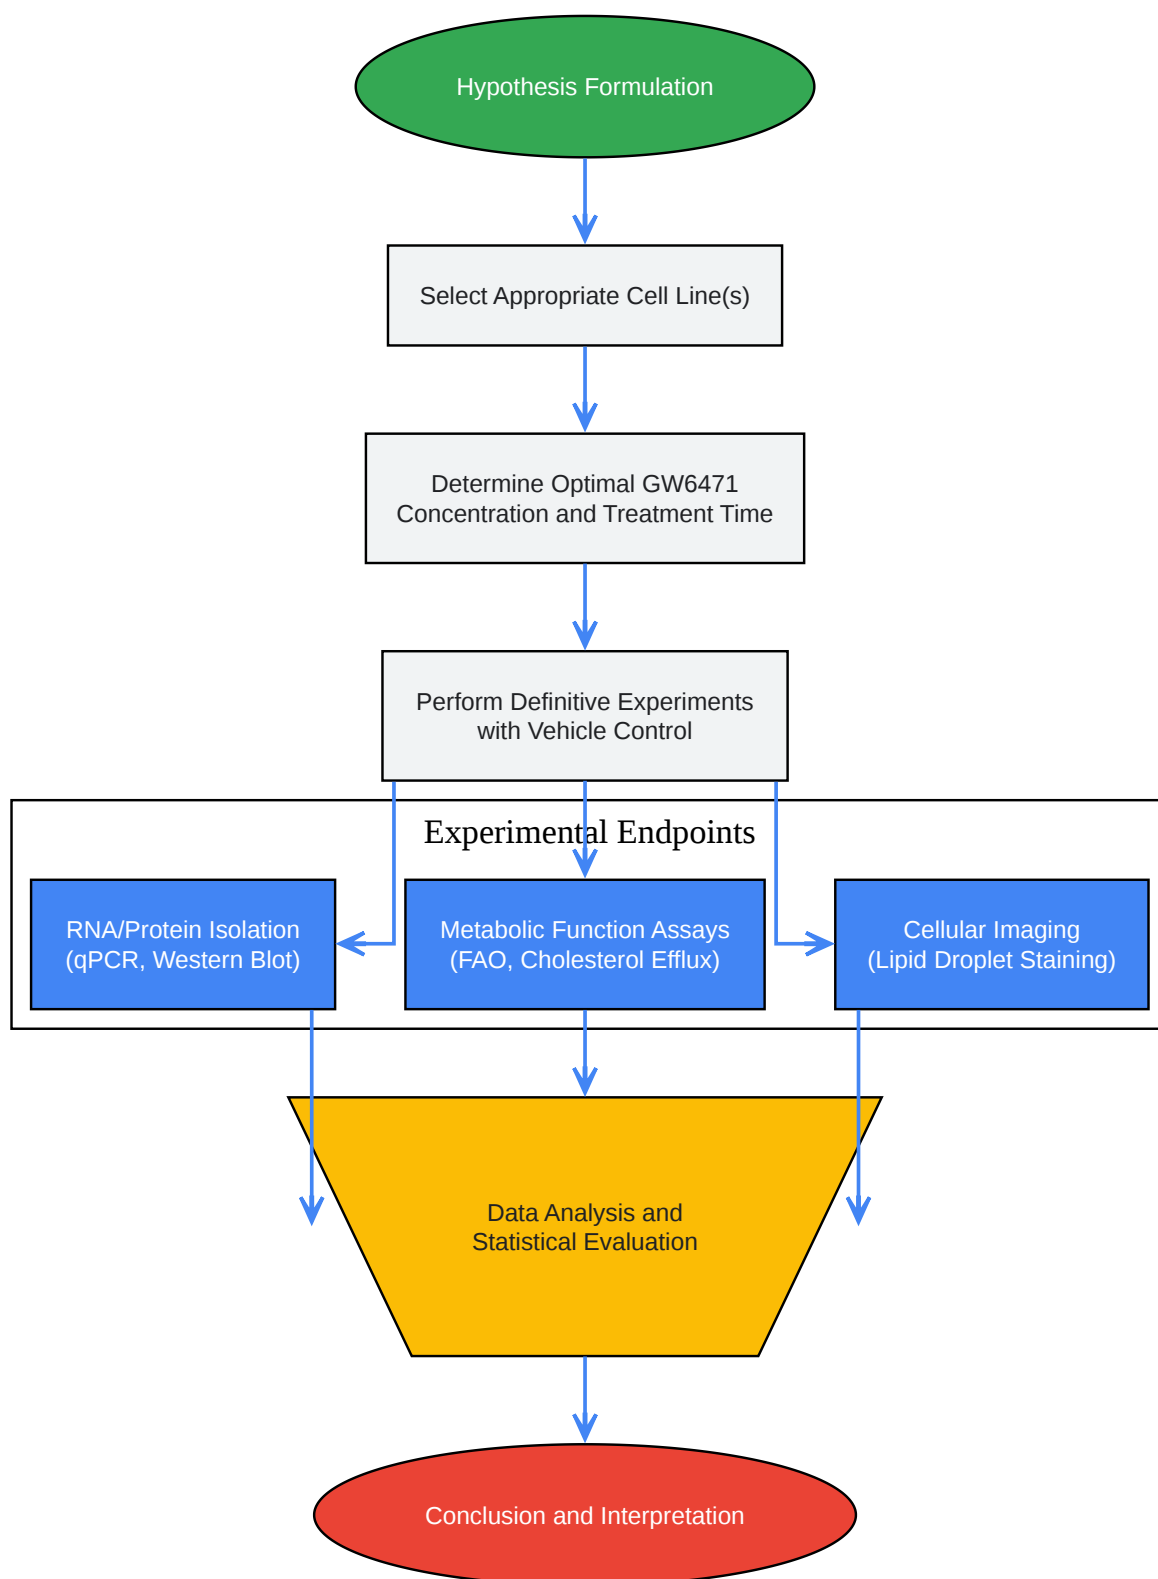 Hypothesis Formulation
Select Appropriate Cell Line(s)
Determine Optimal GW6471
Concentration and Treatment Time
Perform Definitive Experiments
with Vehicle Control
Experimental Endpoints
RNA/Protein Isolation
(qPCR, Western Blot)
Metabolic Function Assays
(FAO, Cholesterol Efflux)
Cellular Imaging
(Lipid Droplet Staining)
Data Analysis and
Statistical Evaluation
Conclusion and Interpretation